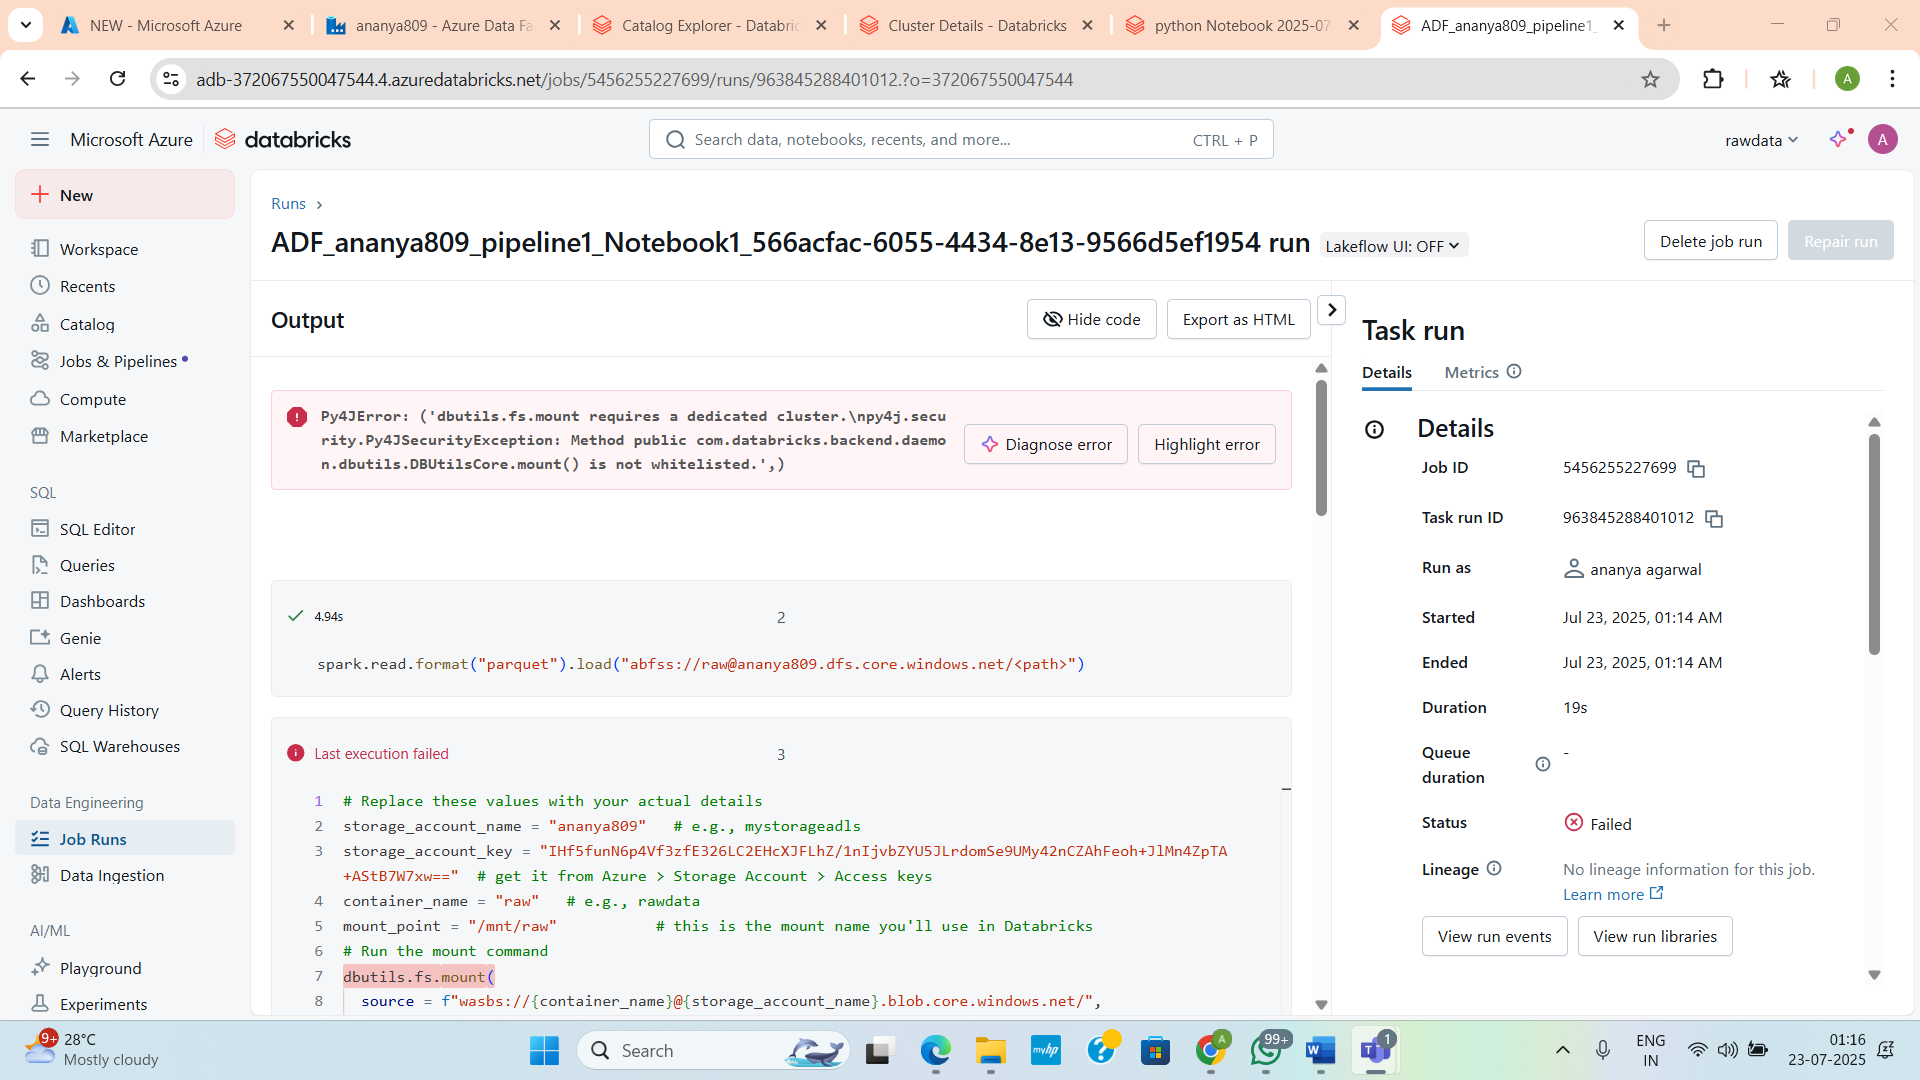 NEW - Microsoft Azure
ananya809 - Azure Data Fa
Catalog Explorer - Databric
Cluster Details - Databricks
python Notebook 2025-07
ADF_ananya809_pipeline1_
adb-372067550047544.4.azuredatabricks.net/jobs/5456255227699/runs/963845288401012.?o=372067550047544
A
Microsoft Azure
databricks
Search data, notebooks, recents, and more...
CTRL + P
rawdata
A
New
Workspace
Recents
Catalog
Jobs & Pipelines
Compute
Marketplace
SQL
SQL Editor
Queries
Dashboards
Genie
Alerts
Query History
SQL Warehouses
Data Engineering
Job Runs
Data Ingestion
AI/ML
Playground
Experiments
Runs
ADF_ananya809_pipeline1_Notebook1_566acfac-6055-4434-8e13-9566d5ef1954 run
Lakeflow UI: OFF
Delete job run
Repair run
Output
Hide code
Export as HTML
Py4JError: ('dbutils.fs.mount requires a dedicated cluster.\npy4j.secu
rity.Py4JSecurityException: Method public com.databricks.backend.daemo
n.dbutils.DBUtilsCore.mount() is not whitelisted.',)
Diagnose error
Highlight error
4.94s
2
spark.read.format("parquet").load("abfss://raw@ananya809.dfs.core.windows.net/<path>")
Last execution failed
3
1 # Replace these values with your actual details
2 storage_account_name = "ananya809" # e.g., mystorageadls
3 storage_account_key = "IHf5funN6p4Vf3zfE326LC2EHcXJFLhZ/1nIjvbZYU5JLrdomSe9UMy42nCZAhFeoh+JlMn4ZpTA
+AStB7W7xw==" # get it from Azure > Storage Account > Access keys
4 container_name = "raw" # e.g., rawdata
5 mount_point = "/mnt/raw" # this is the mount name you'll use in Databricks
6 # Run the mount command
7 dbutils.fs.mount(
8 source = f"wasbs://{container_name}@{storage_account_name}.blob.core.windows.net/",
Task run
Details
Metrics
Details
Job ID
5456255227699
Task run ID
963845288401012
Run as
ananya agarwal
Started
Jul 23, 2025, 01:14 AM
Ended
Jul 23, 2025, 01:14 AM
Duration
19s
Queue
duration
-
Status
Failed
Lineage
No lineage information for this job.
Learn more
View run events
View run libraries
9+
28°C
Mostly cloudy
Search
myhp
A
99+
W
T
1
ENG
IN
01:16
23-07-2025